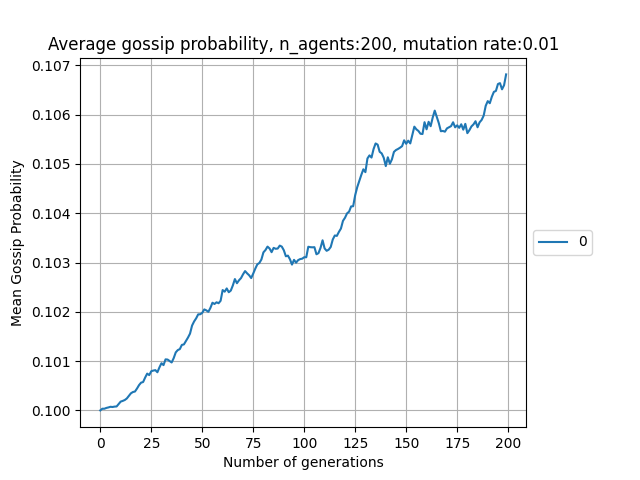 Average gossip probability, n_agents:200, mutation rate:0.01
0.107
0.106
0.105
0.104
0.103
0.102
0.101
0.100
Mean Gossip Probability
0 25 50 75 100 125 150 175 200
Number of generations
0